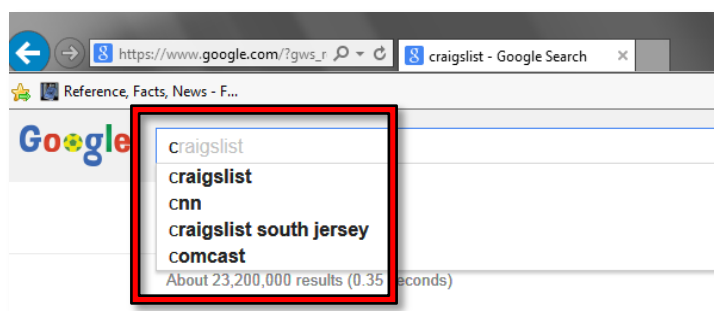 https://www.google.com/?gws_r
craigslist - Google Search
Reference, Facts, News - F...
Google
craigslist
craigslist
cnn
craigslist south jersey
comcast
About 23,200,000 results (0.35 seconds)